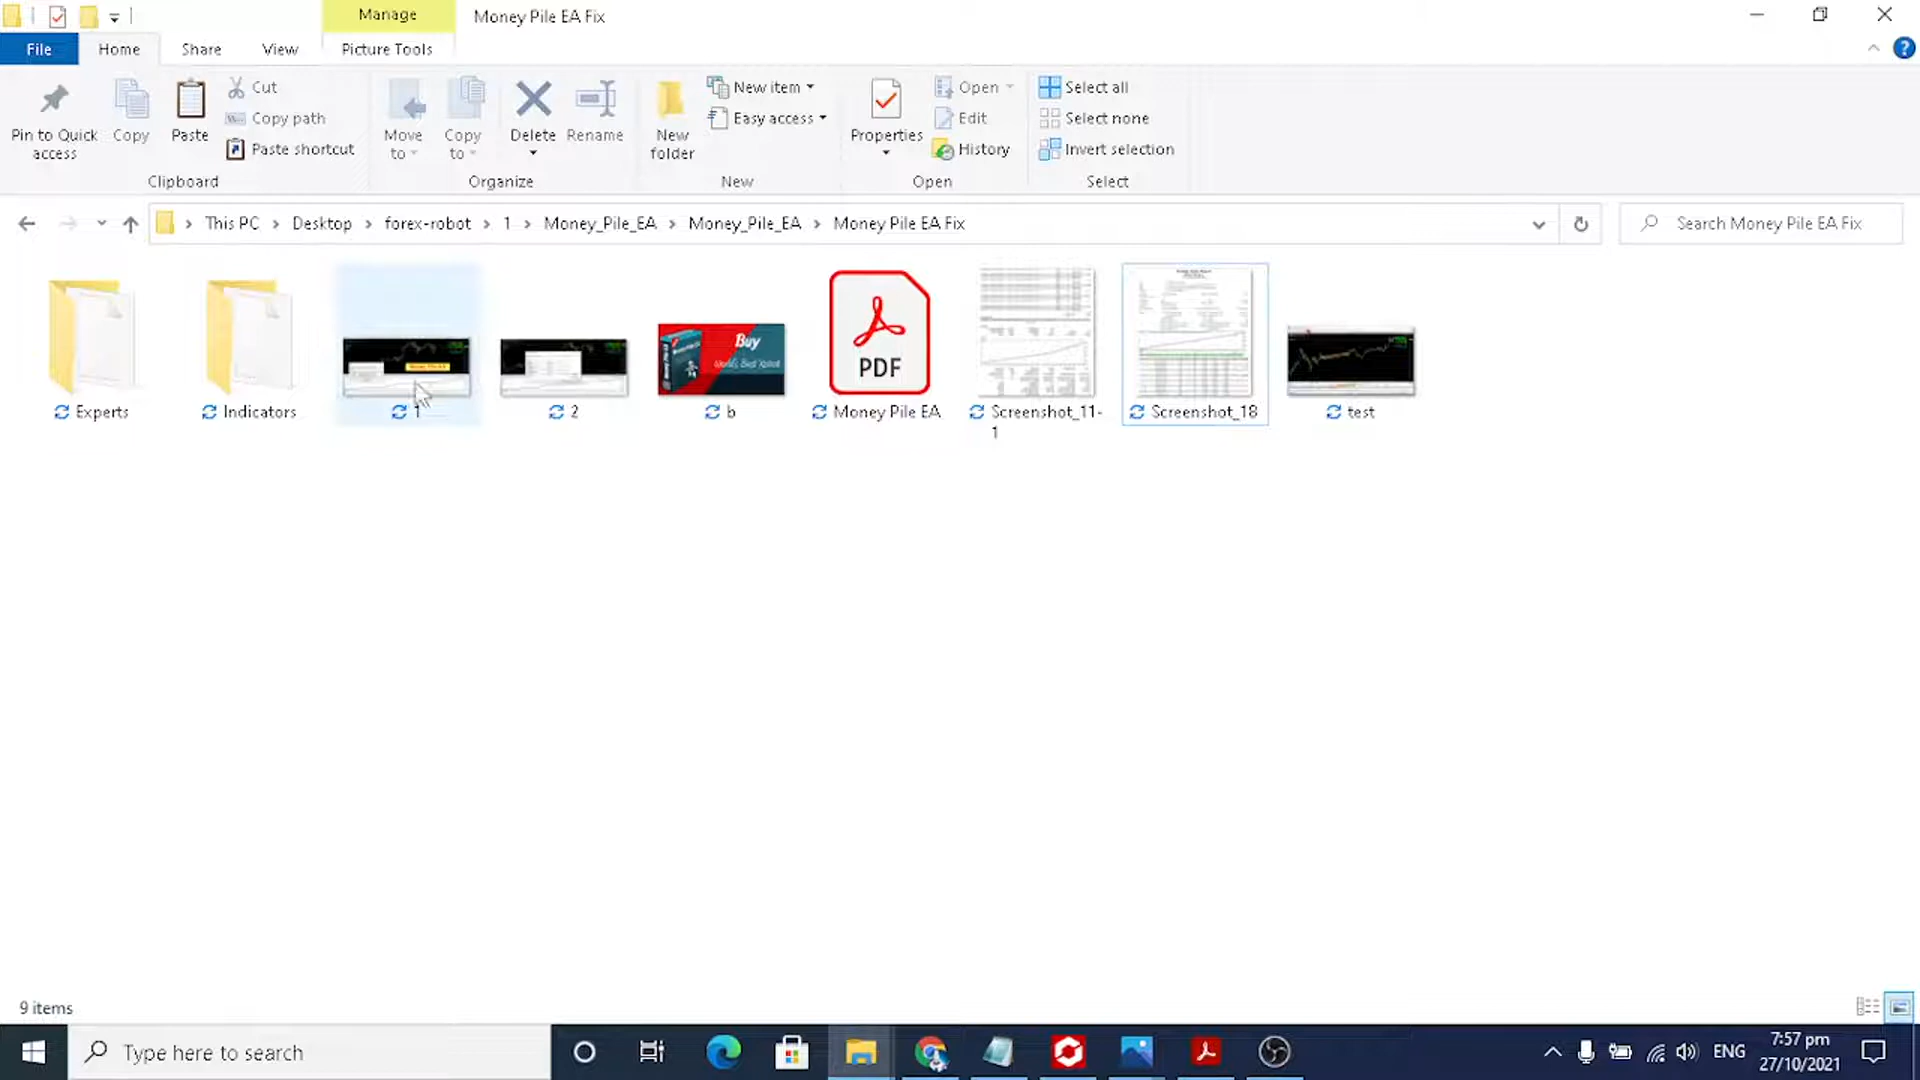 Manage
Money Pile EA Fix
File
Home
Share
View
Picture Tools
Pin to Quick access
Copy
Paste
Cut
Copy path
Paste shortcut
Move to
Copy to
Delete
Rename
New folder
New item
Easy access
Properties
Open
Edit
History
Select all
Select none
Invert selection
Clipboard
Organize
New
Open
Select
This PC
Desktop
forex-robot
1
Money_Pile_EA
Money_Pile_EA
Money Pile EA Fix
Search Money Pile EA Fix
Buy
World's Best Robot
PDF
Experts
Indicators
1
2
b
Money Pile EA
Screenshot_11-
1
Screenshot_18
test
9 items
Type here to search
ENG
7:57 pm
27/10/2021